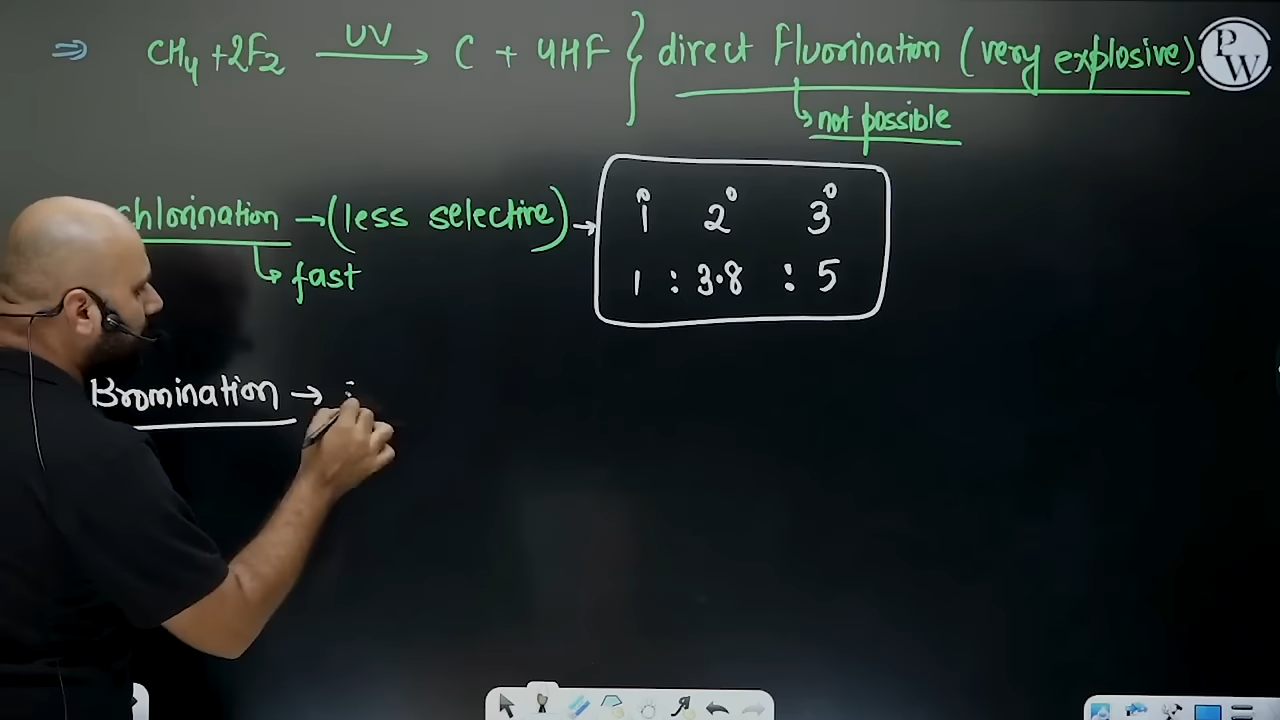 ⇒ CH₄ + 2F₂ —UV→ C + 4HF } direct Fluorination (very explosive)
↳ not possible
PW
chlorination → (less selective) →
1° 2° 3°
1 : 3.8 : 5
↳ fast
Bromination →